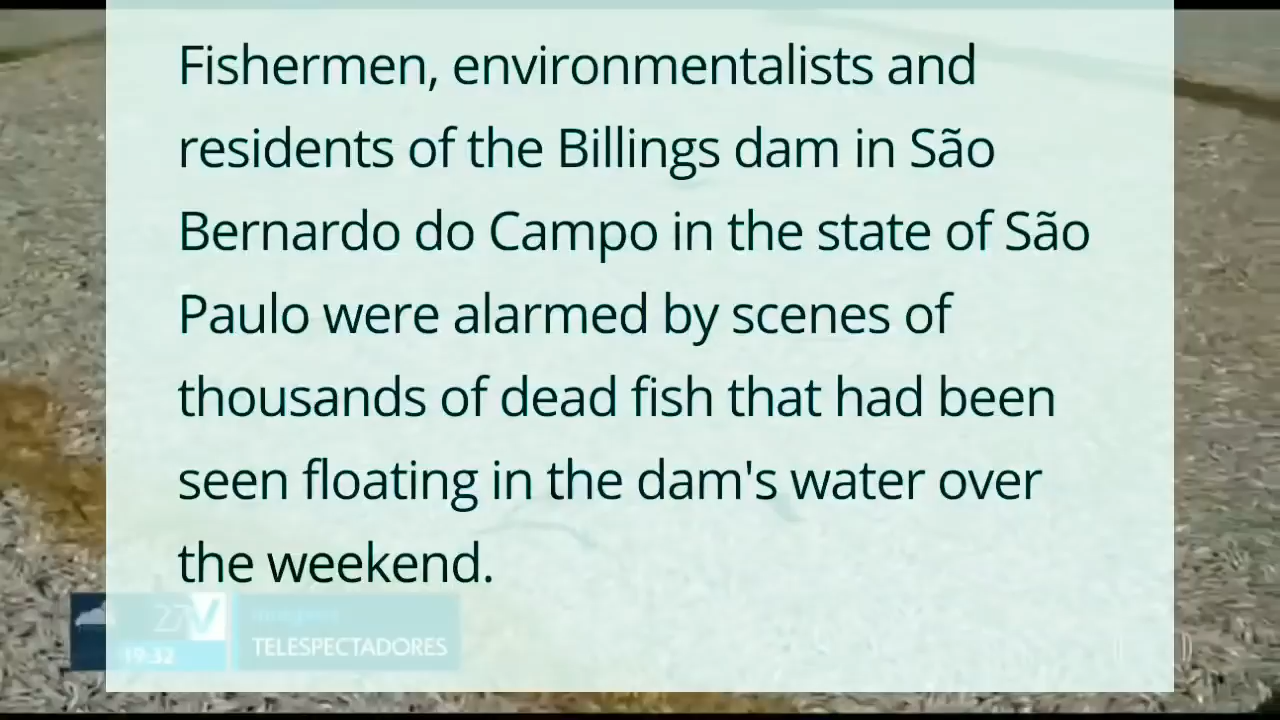 Fishermen, environmentalists and
residents of the Billings dam in São
Bernardo do Campo in the state of São
Paulo were alarmed by scenes of
thousands of dead fish that had been
seen floating in the dam's water over
the weekend.
27
19:32
TELESPECTADORES